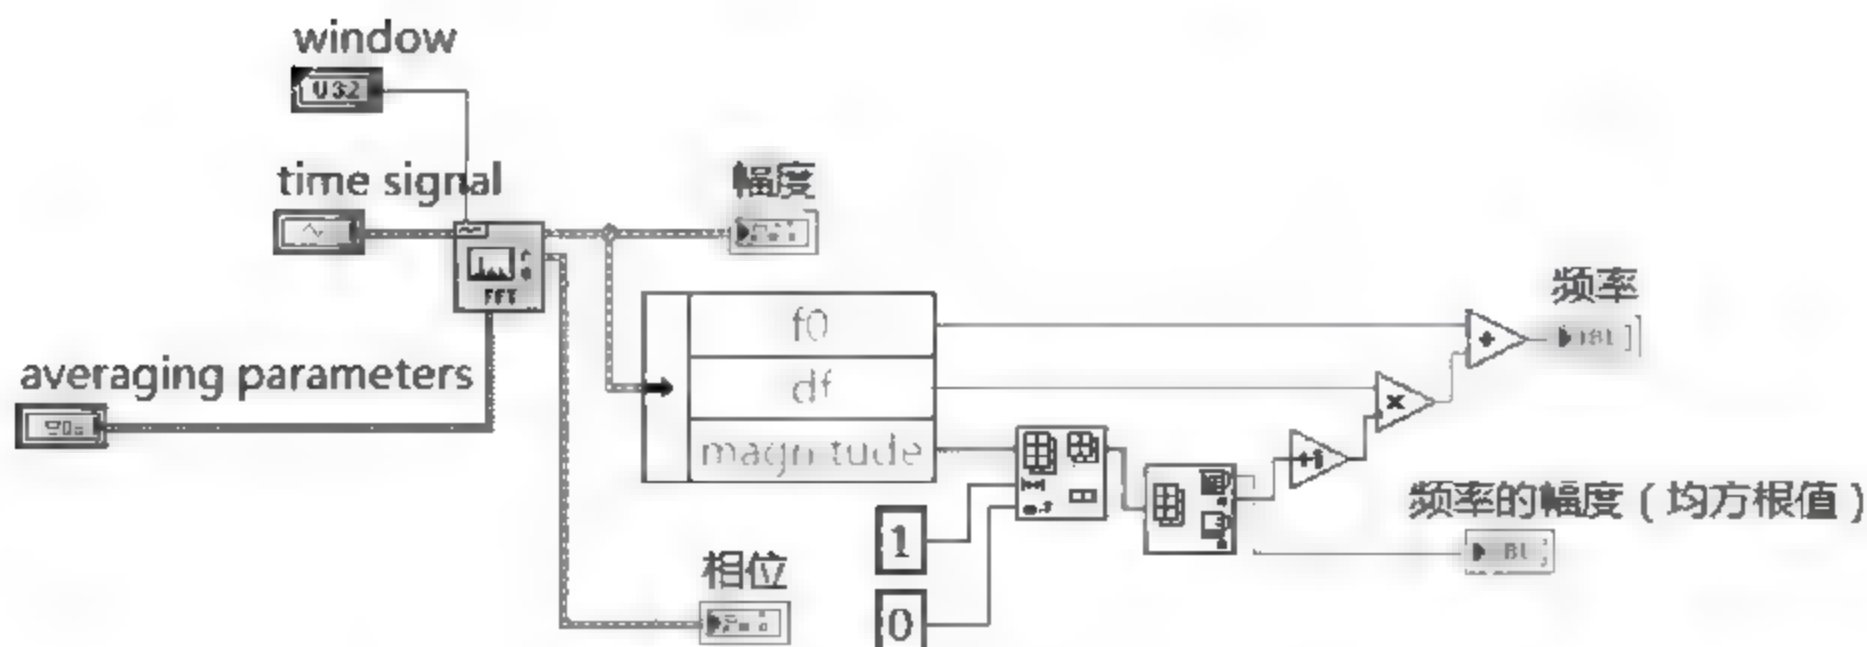 window
U32
time signal
幅度
FFT
频率
f0
averaging parameters
df
magnitude
+1
频率的幅度(均方根值)
1
相位
0